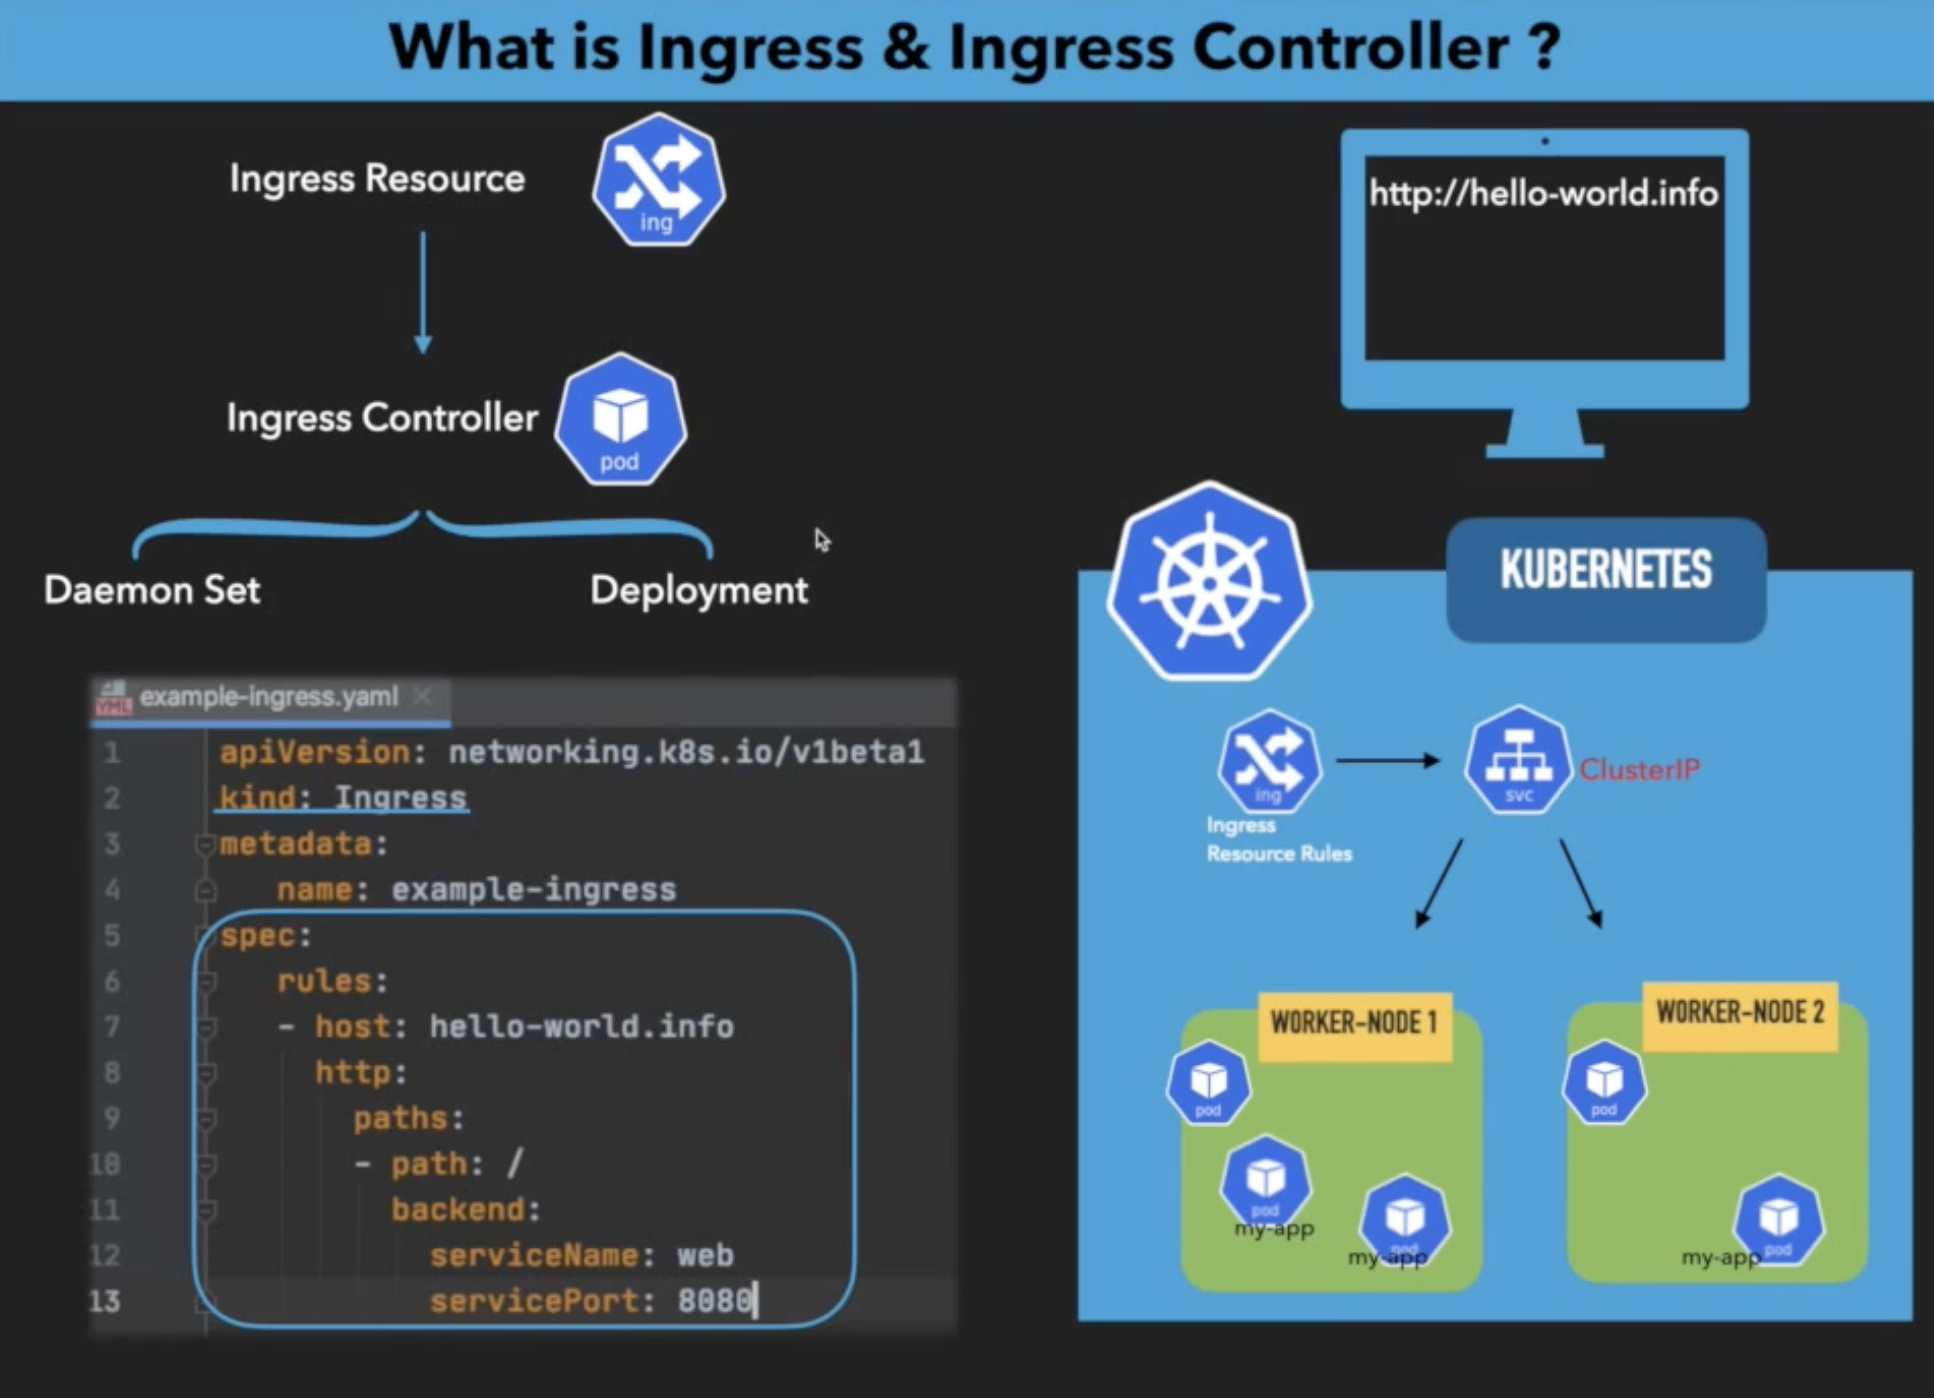 What is Ingress & Ingress Controller ?
Ingress Resource
ing
Ingress Controller
pod
Daemon Set
Deployment
YML
example-ingress.yaml
1 apiVersion: networking.k8s.io/v1beta1
2 kind: Ingress
3 metadata:
4 name: example-ingress
5 spec:
6 rules:
7 - host: hello-world.info
8 http:
9 paths:
10 - path: /
11 backend:
12 serviceName: web
13 servicePort: 8080
http://hello-world.info
KUBERNETES
ing
Ingress
Resource Rules
svc
ClusterIP
WORKER-NODE 1
pod
pod
my-app
pod
my-app
WORKER-NODE 2
pod
my-app
pod